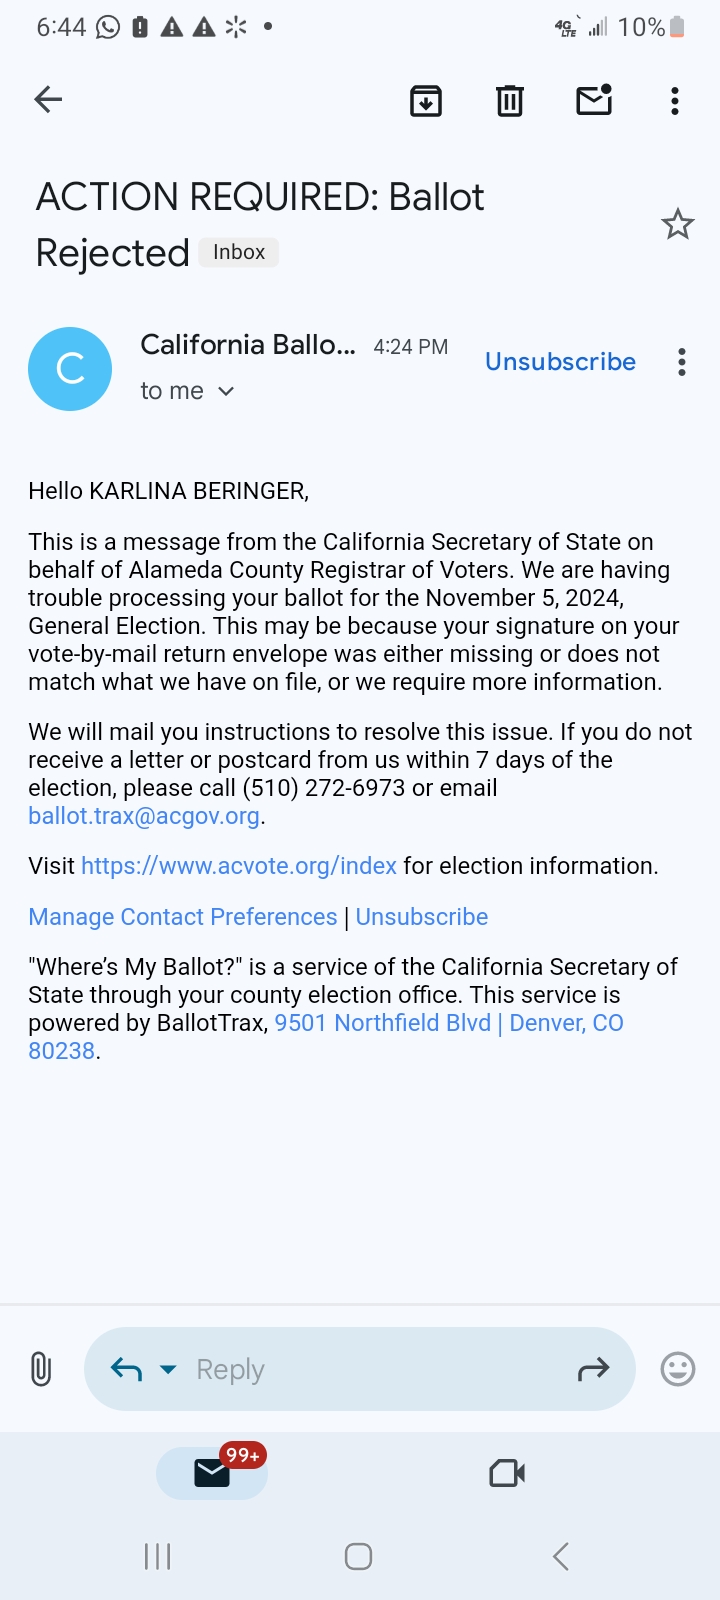 6:44
4G LTE 10%
ACTION REQUIRED: Ballot
Rejected Inbox
C
California Ballo... 4:24 PM
Unsubscribe
to me
Hello KARLINA BERINGER,
This is a message from the California Secretary of State on
behalf of Alameda County Registrar of Voters. We are having
trouble processing your ballot for the November 5, 2024,
General Election. This may be because your signature on your
vote-by-mail return envelope was either missing or does not
match what we have on file, or we require more information.
We will mail you instructions to resolve this issue. If you do not
receive a letter or postcard from us within 7 days of the
election, please call (510) 272-6973 or email
ballot.trax@acgov.org.
Visit https://www.acvote.org/index for election information.
Manage Contact Preferences | Unsubscribe
"Where’s My Ballot?" is a service of the California Secretary of
State through your county election office. This service is
powered by BallotTrax, 9501 Northfield Blvd | Denver, CO
80238.
Reply
99+